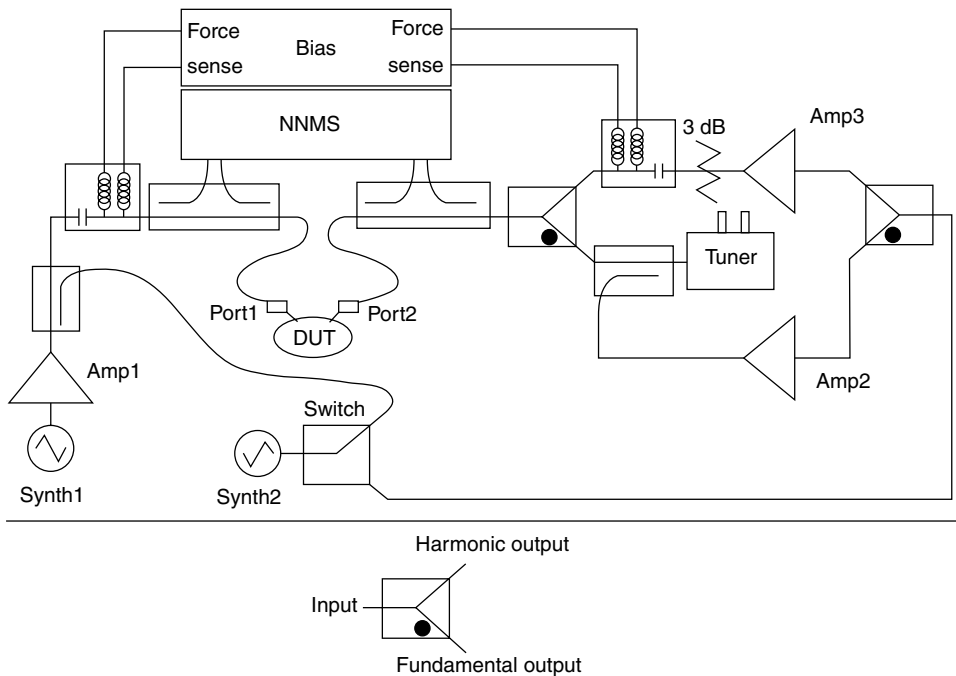 Force
Bias
Force
sense
sense
NNMS
3 dB
Amp3
Tuner
Port1
Port2
DUT
Amp1
Amp2
Switch
Synth1
Synth2
Harmonic output
Input
Fundamental output